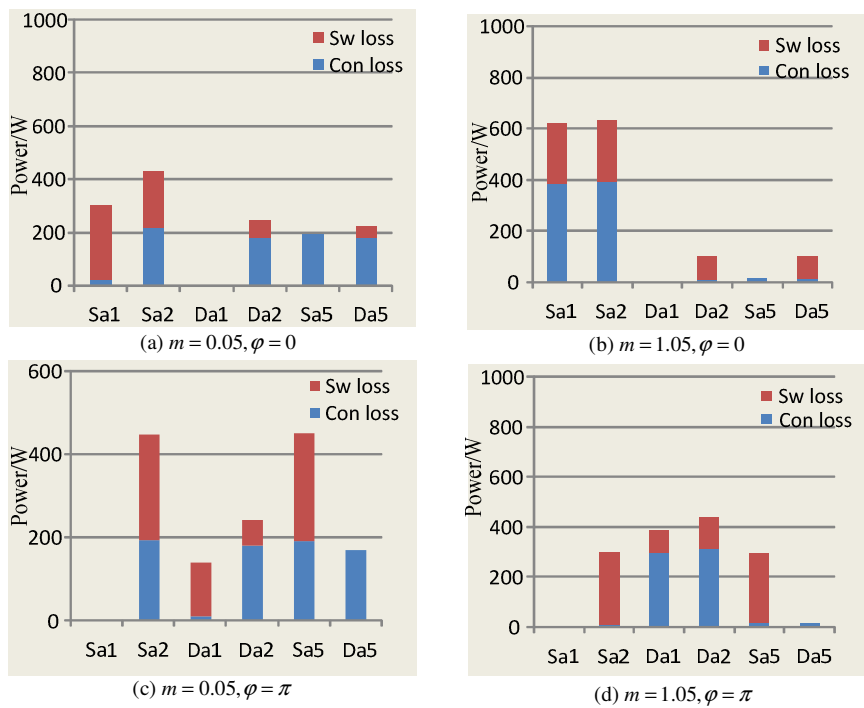 1000
800
600
400
200
0
Power/W
Sw loss
Con loss
Sa1 Sa2 Da1 Da2 Sa5 Da5
(a) m = 0.05, φ = 0
1000
800
600
400
200
0
Power/W
Sw loss
Con loss
Sa1 Sa2 Da1 Da2 Sa5 Da5
(b) m = 1.05, φ = 0
600
400
200
0
Power/W
Sw loss
Con loss
Sa1 Sa2 Da1 Da2 Sa5 Da5
(c) m = 0.05, φ = π
1000
800
600
400
200
0
Power/W
Sw loss
Con loss
Sa1 Sa2 Da1 Da2 Sa5 Da5
(d) m = 1.05, φ = π